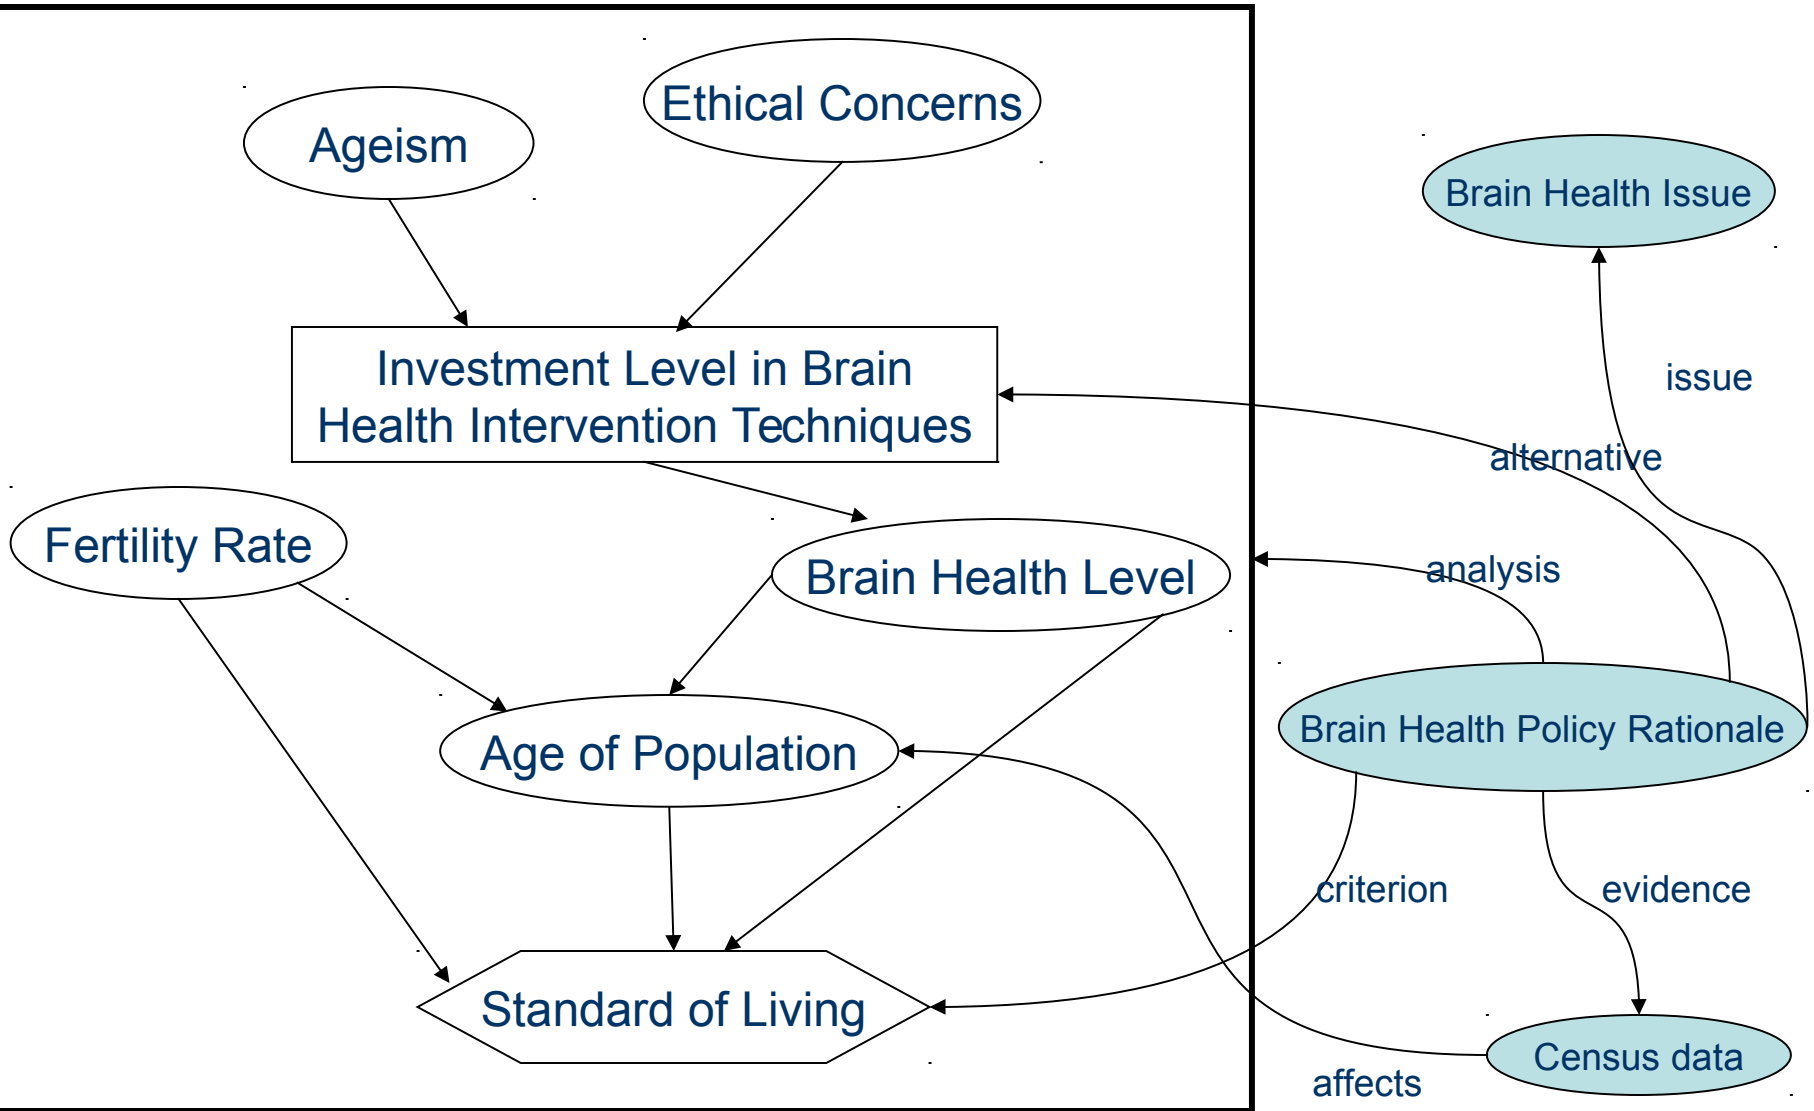 Ethical Concerns
Ageism
Brain Health Issue
Investment Level in Brain
Health Intervention Techniques
issue
alternative
Fertility Rate
Brain Health Level
analysis
Brain Health Policy Rationale
Age of Population
criterion
evidence
Standard of Living
Census data
affects